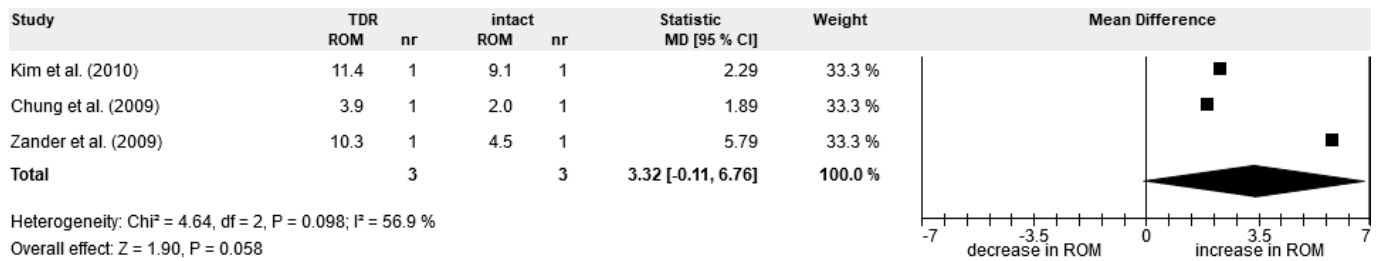 Study TDR intact Statistic Weight Mean Difference
ROM nr ROM nr MD [95 % CI]
Kim et al. (2010) 11.4 1 9.1 1 2.29 33.3 %
Chung et al. (2009) 3.9 1 2.0 1 1.89 33.3 %
Zander et al. (2009) 10.3 1 4.5 1 5.79 33.3 %
Total 3 3 3.32 [-0.11, 6.76] 100.0 %
Heterogeneity: Chi² = 4.64, df = 2, P = 0.098; I² = 56.9 %
Overall effect: Z = 1.90, P = 0.058
-7 -3.5 0 3.5 7
decrease in ROM increase in ROM